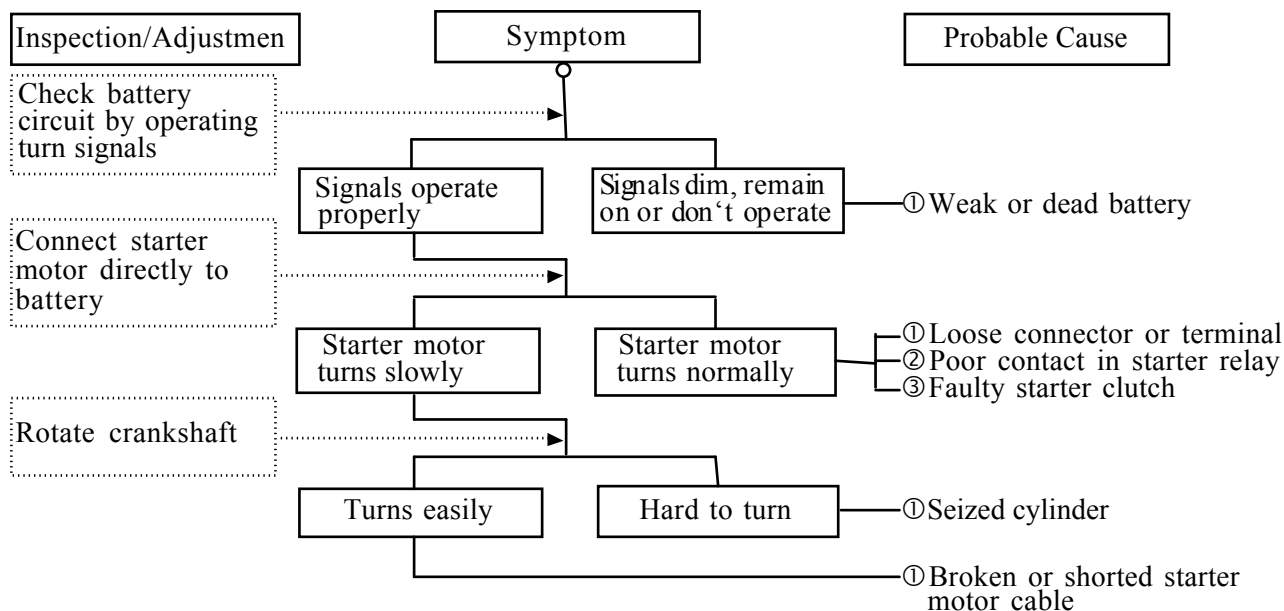 Inspection/Adjustmen
Symptom
Probable Cause
Check battery
circuit by operating
turn signals
Signals operate
properly
Signals dim, remain
on or don‘t operate
①Weak or dead battery
Connect starter
motor directly to
battery
Starter motor
turns slowly
Starter motor
turns normally
①Loose connector or terminal
②Poor contact in starter relay
③Faulty starter clutch
Rotate crankshaft
Turns easily
Hard to turn
①Seized cylinder
①Broken or shorted starter
motor cable